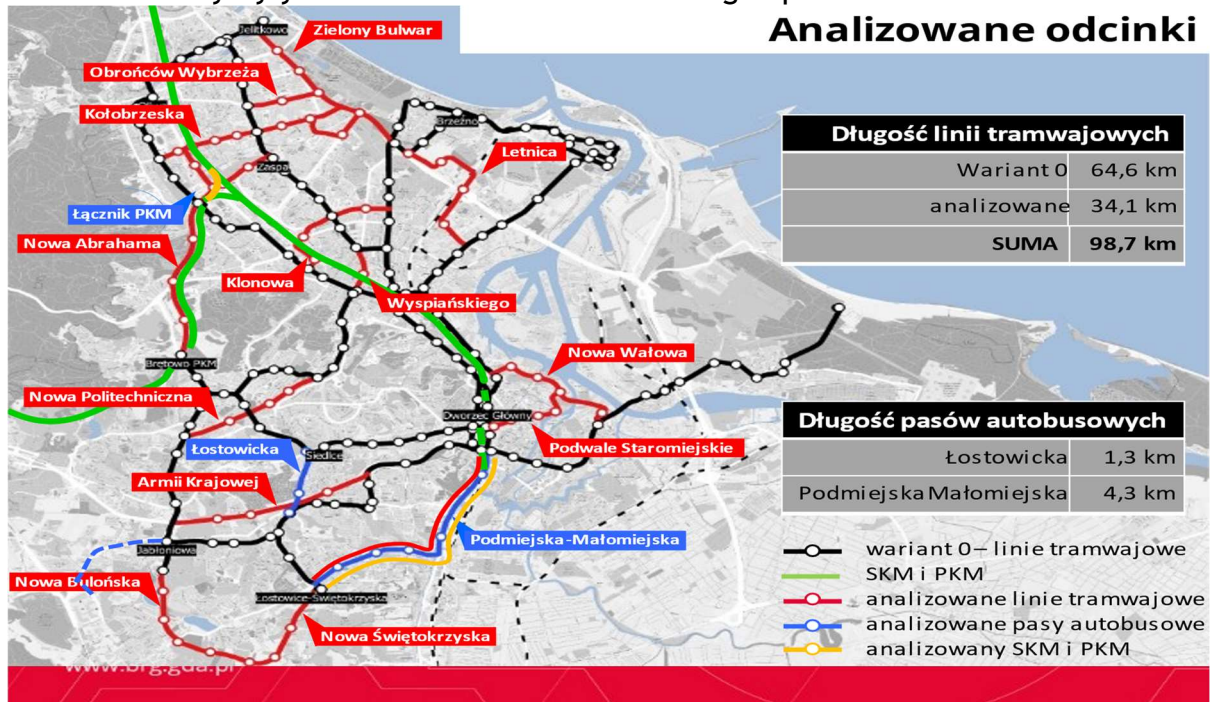 Analizowane odcinki
Jelitkowo
Zielony Bulwar
Obrońców Wybrzeża
Kołobrzeska
Brzeźno
Letnica
Zaspa
Łącznik PKM
Nowa Abrahama
Klonowa
Wyspiańskiego
Brętowo PKM
Nowa Wałowa
Nowa Politechniczna
Dworzec Główny
Podwale Staromiejskie
Łostowicka
Siedlce
Armii Krajowej
Jabłoniowa
Podmiejska-Małomiejska
Nowa Bulońska
Łostowice-Świętokrzyska
Nowa Świętokrzyska
Długość linii tramwajowych
Wariant 0 64,6 km
analizowane 34,1 km
SUMA 98,7 km
Długość pasów autobusowych
Łostowicka 1,3 km
Podmiejska Małomiejska 4,3 km
wariant 0 – linie tramwajowe
SKM i PKM
analizowane linie tramwajowe
analizowane pasy autobusowe
analizowany SKM i PKM
www.brg.gda.pl